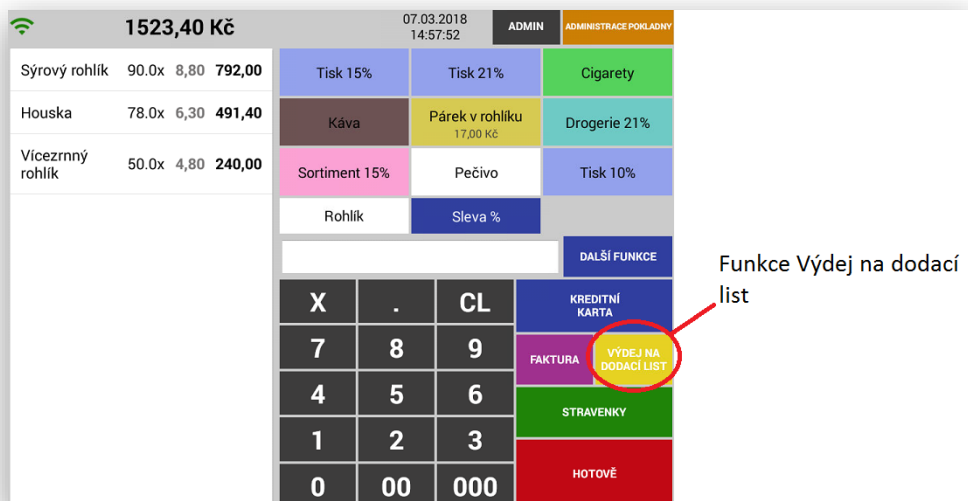 1523,40 Kč
07.03.2018
14:57:52
ADMIN
ADMINISTRACE POKLADNY
Sýrový rohlík 90.0x 8,80 792,00
Houska 78.0x 6,30 491,40
Vícezrnný
rohlík 50.0x 4,80 240,00
Tisk 15% Tisk 21% Cigarety
Káva Párek v rohlíku Drogerie 21%
17,00 Kč
Sortiment 15% Pečivo Tisk 10%
Rohlík Sleva %
DALŠÍ FUNKCE
X . CL
7 8 9
4 5 6
1 2 3
0 00 000
KREDITNÍ
KARTA
FAKTURA
VÝDEJ NA
DODACÍ LIST
STRAVENKY
HOTOVĚ
Funkce Výdej na dodací
list